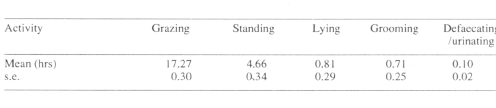 Activity Grazing Standing Lying Grooming Defaecating
/urinating
Mean (hrs) 17.27 4.66 0.81 0.71 0.10
s.e. 0.30 0.34 0.29 0.25 0.02